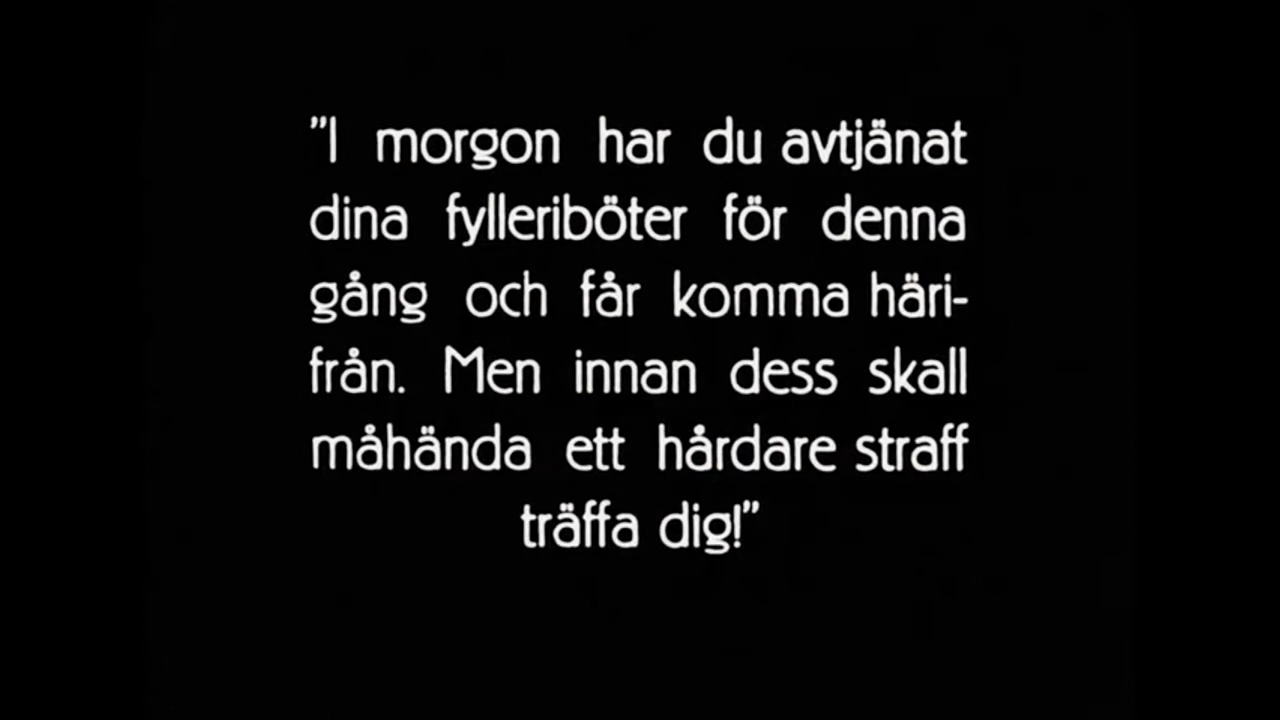 ”I morgon har du avtjänat
dina fylleriböter för denna
gång och får komma häri-
från. Men innan dess skall
måhända ett hårdare straff
träffa dig!”